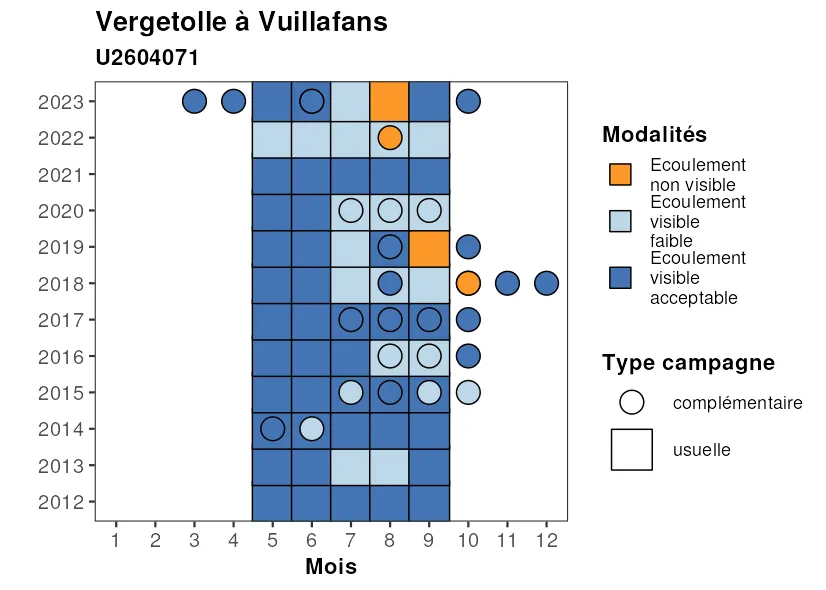 Vergetolle à Vuillafans
U2604071
2023
2022
2021
2020
2019
2018
2017
2016
2015
2014
2013
2012
1 2 3 4 5 6 7 8 9 10 11 12
Mois
Modalités
Ecoulement
non visible
Ecoulement
visible
faible
Ecoulement
visible
acceptable
Type campagne
complémentaire
usuelle